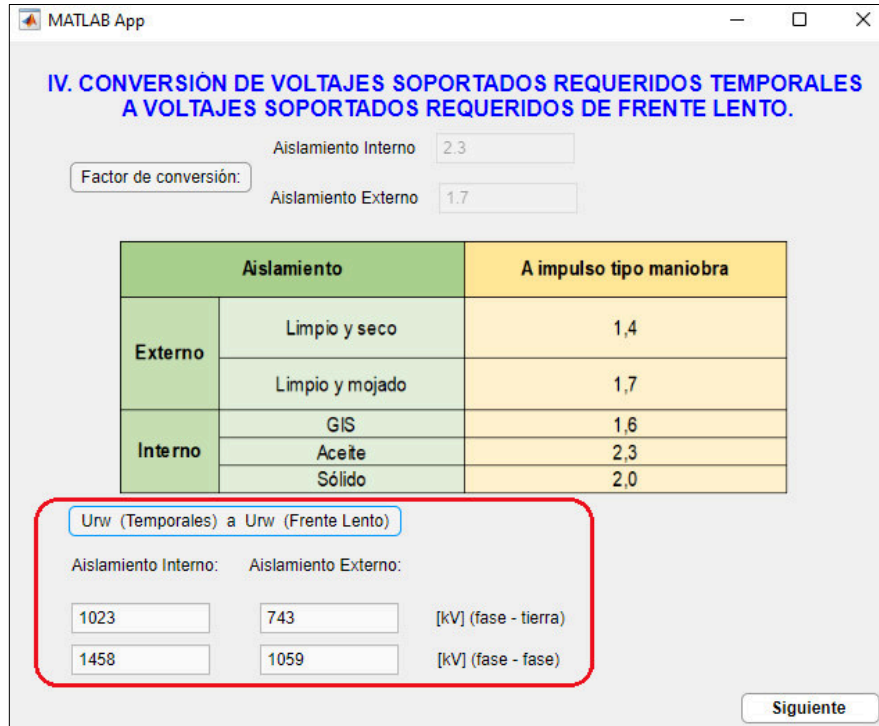 MATLAB App
IV. CONVERSIÓN DE VOLTAJES SOPORTADOS REQUERIDOS TEMPORALES
A VOLTAJES SOPORTADOS REQUERIDOS DE FRENTE LENTO.
Aislamiento Interno 2.3
Factor de conversión:
Aislamiento Externo 1.7
Aislamiento A impulso tipo maniobra
Externo
Limpio y seco 1,4
Limpio y mojado 1,7
Interno
GIS 1,6
Aceite 2,3
Sólido 2,0
Urw (Temporales) a Urw (Frente Lento)
Aislamiento Interno: Aislamiento Externo:
1023 743 [kV] (fase - tierra)
1458 1059 [kV] (fase - fase)
Siguiente